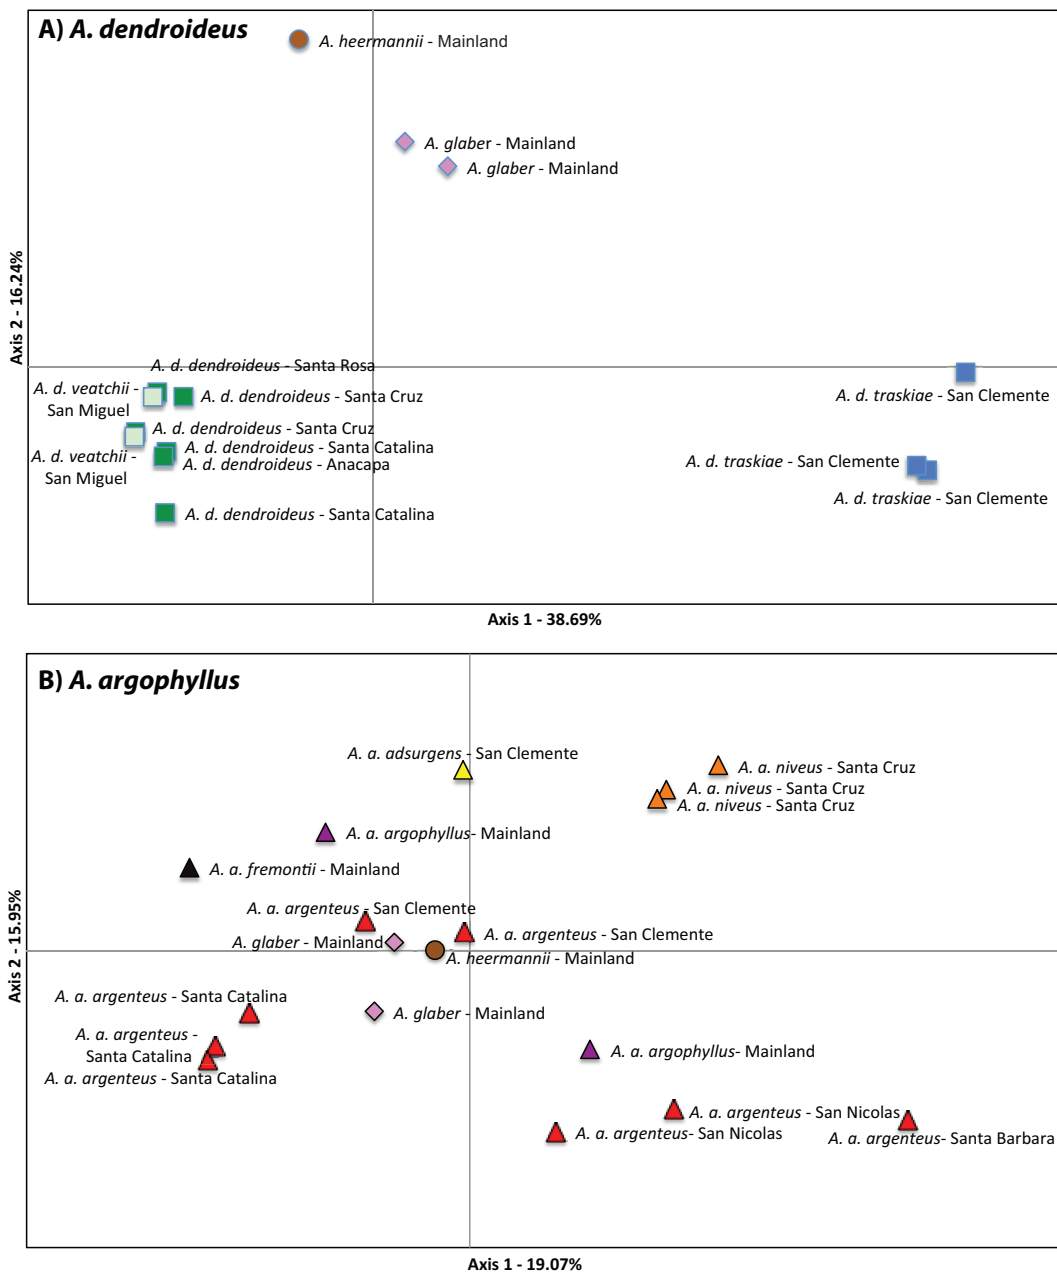 A) A. dendroideus
A. heermannii - Mainland
A. glaber - Mainland
A. glaber - Mainland
Axis 2 - 16.24%
A. d. dendroideus - Santa Rosa
A. d. veatchii -
San Miguel
A. d. dendroideus - Santa Cruz
A. d. traskiae - San Clemente
A. d. dendroideus - Santa Cruz
A. d. dendroideus - Santa Catalina
A. d. veatchii -
San Miguel
A. d. dendroideus - Anacapa
A. d. traskiae - San Clemente
A. d. traskiae - San Clemente
A. d. dendroideus - Santa Catalina
Axis 1 - 38.69%
B) A. argophyllus
A. a. adsurgens - San Clemente
A. a. niveus - Santa Cruz
A. a. niveus - Santa Cruz
A. a. niveus - Santa Cruz
A. a. argophyllus- Mainland
A. a. fremontii - Mainland
A. a. argenteus - San Clemente
A. a. argenteus - San Clemente
A. glaber - Mainland
A. heermannii - Mainland
Axis 2 - 15.95%
A. a. argenteus - Santa Catalina
A. glaber - Mainland
A. a. argenteus -
Santa Catalina
A. a. argenteus - Santa Catalina
A. a. argophyllus- Mainland
A. a. argenteus - San Nicolas
A. a. argenteus- San Nicolas
A. a. argenteus- Santa Barbara
Axis 1 - 19.07%